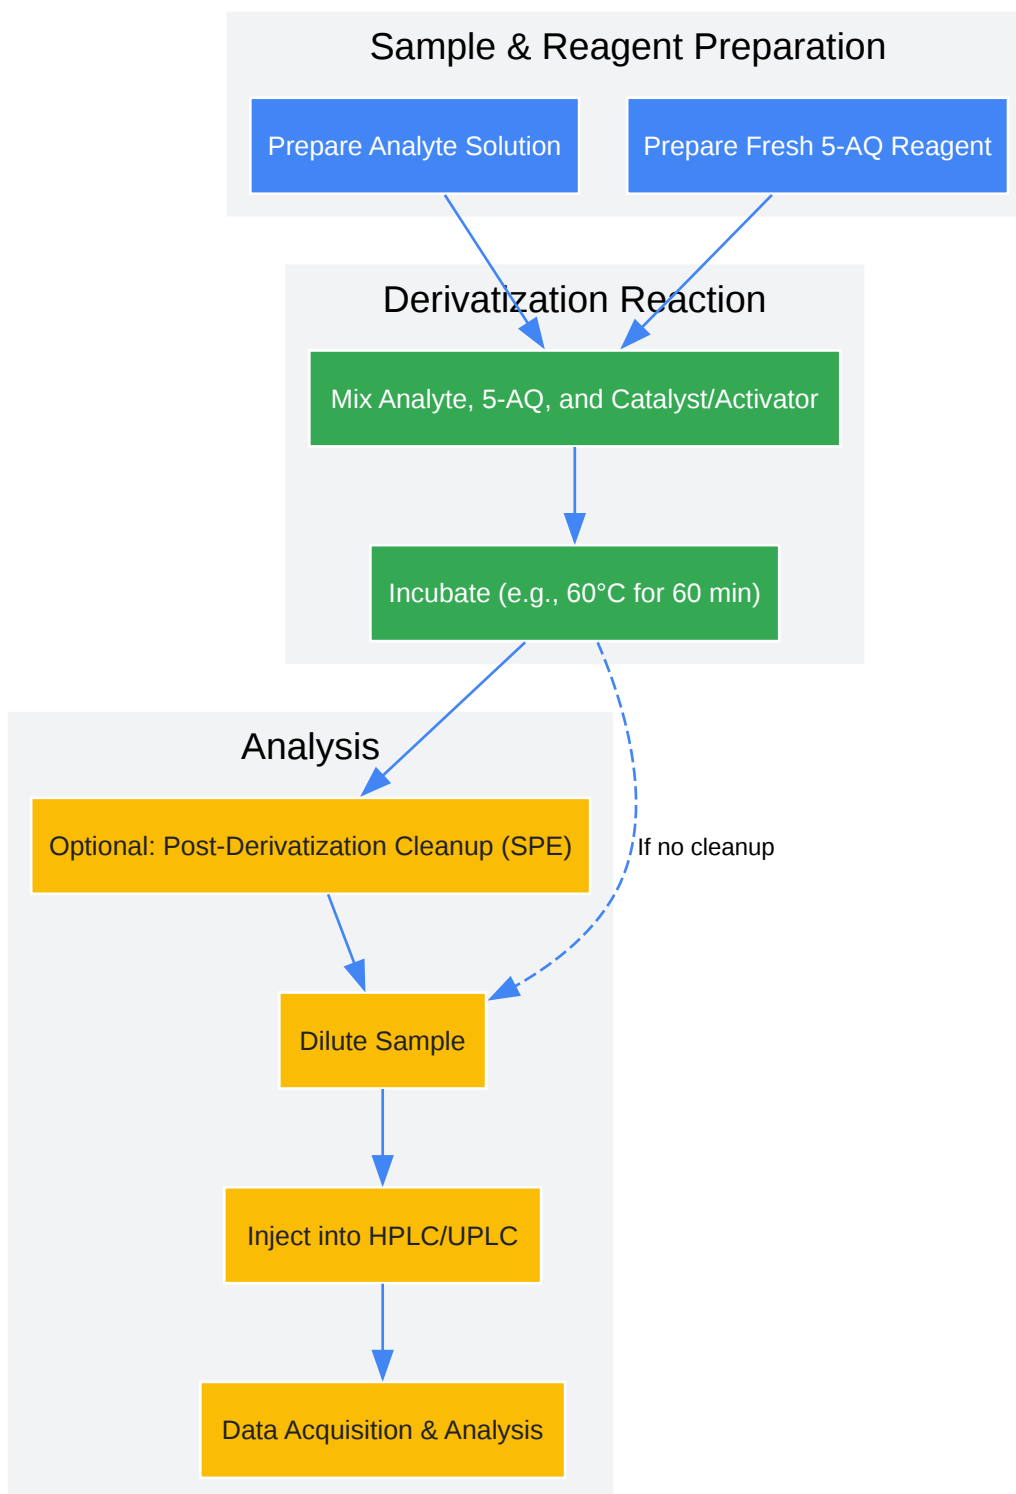 Sample & Reagent Preparation
Prepare Analyte Solution
Prepare Fresh 5-AQ Reagent
Derivatization Reaction
Mix Analyte, 5-AQ, and Catalyst/Activator
Incubate (e.g., 60°C for 60 min)
Analysis
Optional: Post-Derivatization Cleanup (SPE)
If no cleanup
Dilute Sample
Inject into HPLC/UPLC
Data Acquisition & Analysis